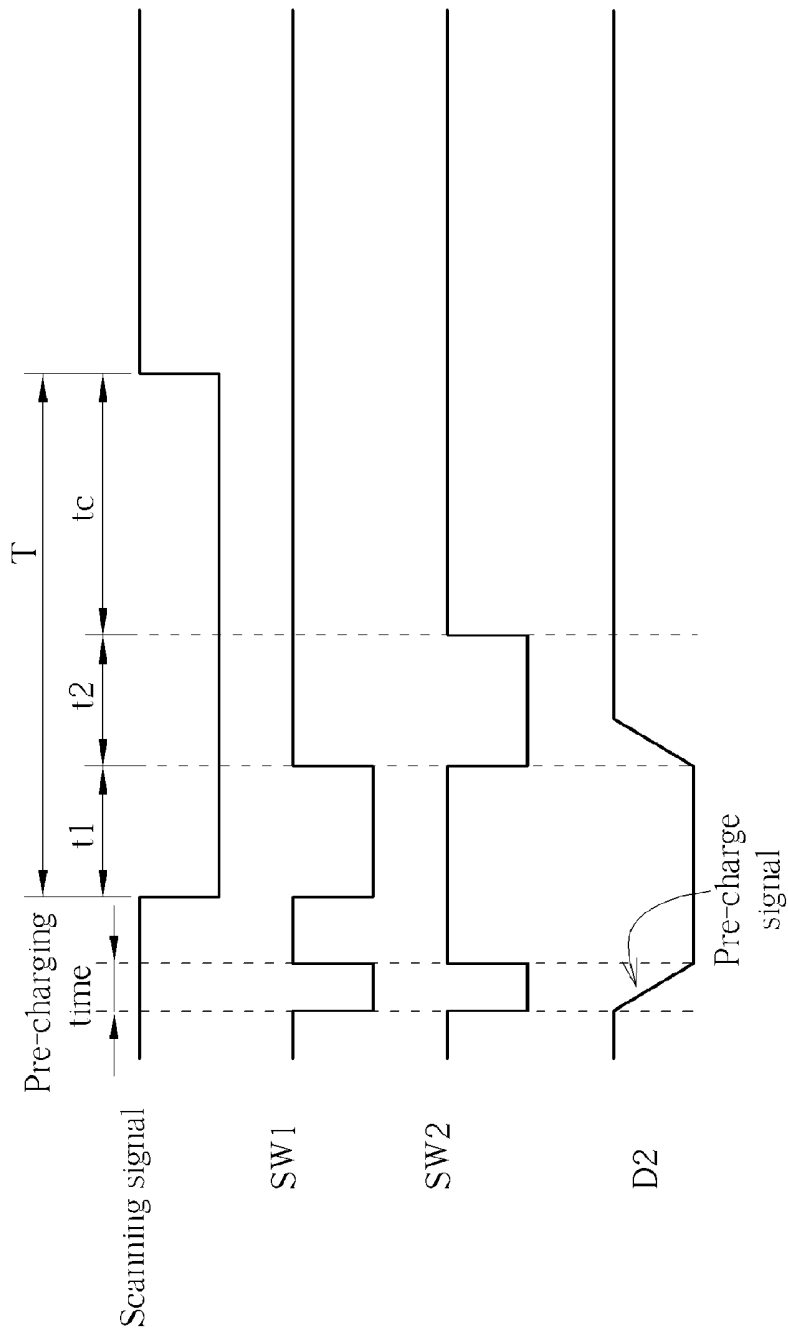 T
Pre-charging
time
t1
t2
tc
Scanning signal
SW1
SW2
D2
Pre-charge
signal